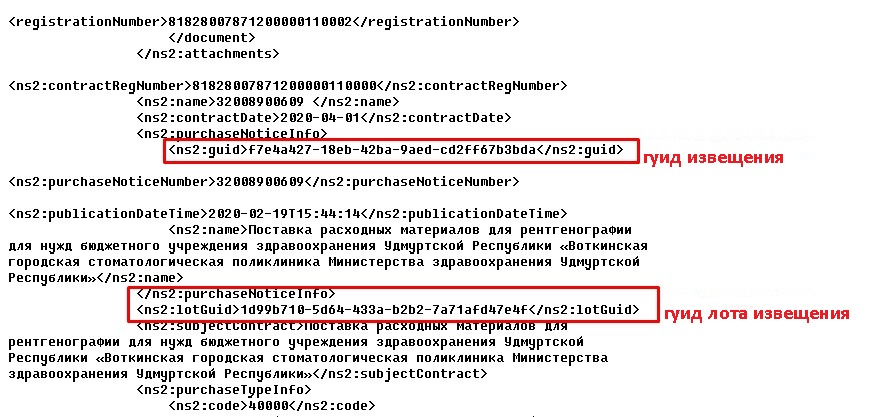 <registrationNumber>81828007871200000110002</registrationNumber>
</document>
</ns2:attachments>
<ns2:contractRegNumber>81828007871200000110000</ns2:contractRegNumber>
<ns2:name>32008900609 </ns2:name>
<ns2:contractDate>2020-04-01</ns2:contractDate>
<ns2:purchaseNoticeInfo>
<ns2:guid>f7e4a427-18eb-42ba-9aed-cd2ff67b3bda</ns2:guid>
гуид извещения
<ns2:purchaseNoticeNumber>32008900609</ns2:purchaseNoticeNumber>
<ns2:publicationDateTime>2020-02-19T15:44:14</ns2:publicationDateTime>
<ns2:name>Поставка расходных материалов для рентгенографии
для нужд бюджетного учреждения здравоохранения Удмуртской Республики «Воткинская
городская стоматологическая поликлиника Министерства здравоохранения Удмуртской
Республики»</ns2:name>
</ns2:purchaseNoticeInfo>
<ns2:lotGuid>1d99b710-5d64-433a-b2b2-7a71afd47e4f</ns2:lotGuid>
гуид лота извещения
<ns2:subjectContract>Поставка расходных материалов для
рентгенографии для нужд бюджетного учреждения здравоохранения Удмуртской
Республики «Воткинская городская стоматологическая поликлиника Министерства
здравоохранения Удмуртской Республики»</ns2:subjectContract>
<ns2:purchaseTypeInfo>
<ns2:code>40000</ns2:code>